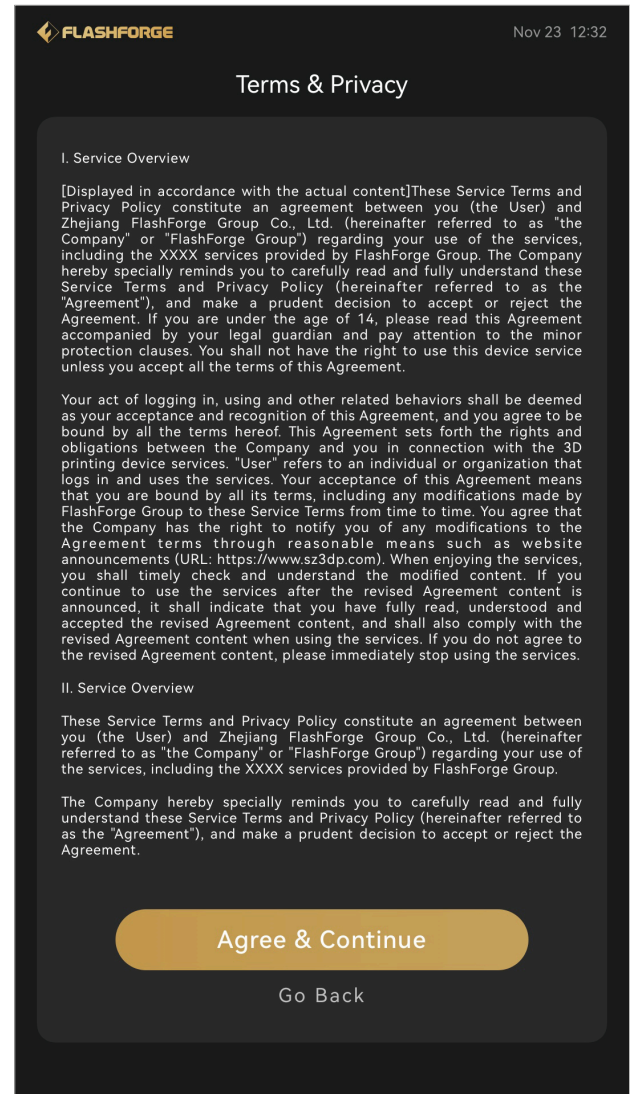 FLASHFORGE
Nov 23 12:32
Terms & Privacy
I. Service Overview
[Displayed in accordance with the actual content]These Service Terms and
Privacy Policy constitute an agreement between you (the User) and
Zhejiang FlashForge Group Co., Ltd. (hereinafter referred to as "the
Company" or "FlashForge Group") regarding your use of the services,
including the XXXX services provided by FlashForge Group. The Company
hereby specially reminds you to carefully read and fully understand these
Service Terms and Privacy Policy (hereinafter referred to as the
"Agreement"), and make a prudent decision to accept or reject the
Agreement. If you are under the age of 14, please read this Agreement
accompanied by your legal guardian and pay attention to the minor
protection clauses. You shall not have the right to use this device service
unless you accept all the terms of this Agreement.
Your act of logging in, using and other related behaviors shall be deemed
as your acceptance and recognition of this Agreement, and you agree to be
bound by all the terms hereof. This Agreement sets forth the rights and
obligations between the Company and you in connection with the 3D
printing device services. "User" refers to an individual or organization that
logs in and uses the services. Your acceptance of this Agreement means
that you are bound by all its terms, including any modifications made by
FlashForge Group to these Service Terms from time to time. You agree that
the Company has the right to notify you of any modifications to the
Agreement terms through reasonable means such as website
announcements (URL: https://www.sz3dp.com). When enjoying the services,
you shall timely check and understand the modified content. If you
continue to use the services after the revised Agreement content is
announced, it shall indicate that you have fully read, understood and
accepted the revised Agreement content, and shall also comply with the
revised Agreement content when using the services. If you do not agree to
the revised Agreement content, please immediately stop using the services.
II. Service Overview
These Service Terms and Privacy Policy constitute an agreement between
you (the User) and Zhejiang FlashForge Group Co., Ltd. (hereinafter
referred to as "the Company" or "FlashForge Group") regarding your use of
the services, including the XXXX services provided by FlashForge Group.
The Company hereby specially reminds you to carefully read and fully
understand these Service Terms and Privacy Policy (hereinafter referred to
as the "Agreement"), and make a prudent decision to accept or reject the
Agreement.
Agree & Continue
Go Back